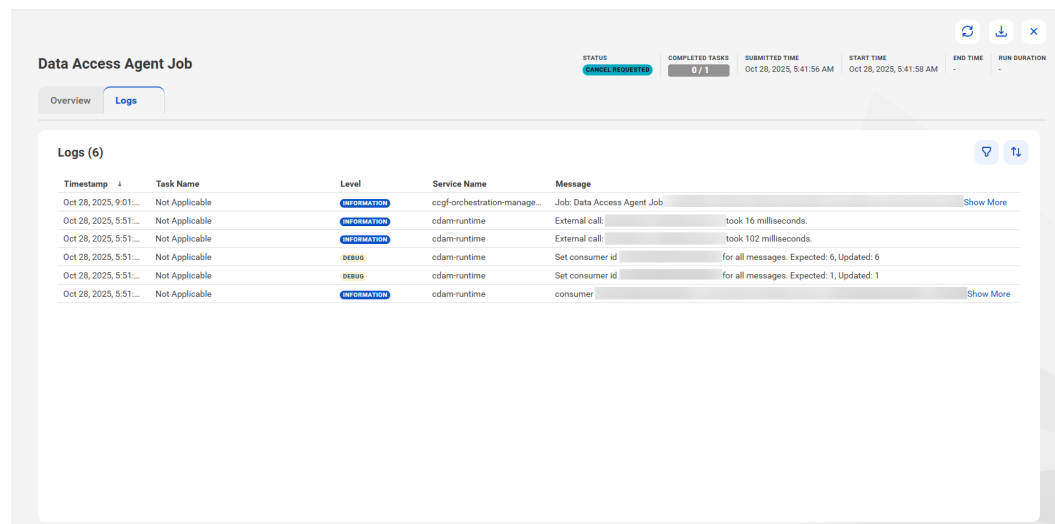 Data Access Agent Job
STATUS COMPLETED TASKS SUBMITTED TIME START TIME END TIME RUN DURATION
CANCEL REQUESTED 0 / 1 Oct 28, 2025, 5:41:56 AM Oct 28, 2025, 5:41:58 AM - -
Overview Logs
Logs (6)
Timestamp ↓ Task Name Level Service Name Message
Oct 28, 2025, 9:01:... Not Applicable INFORMATION ccgf-orchestration-manage... Job: Data Access Agent Job Show More
Oct 28, 2025, 5:51:... Not Applicable INFORMATION cdam-runtime External call: took 16 milliseconds.
Oct 28, 2025, 5:51:... Not Applicable INFORMATION cdam-runtime External call: took 102 milliseconds.
Oct 28, 2025, 5:51:... Not Applicable DEBUG cdam-runtime Set consumer id for all messages. Expected: 6, Updated: 6
Oct 28, 2025, 5:51:... Not Applicable DEBUG cdam-runtime Set consumer id for all messages. Expected: 1, Updated: 1
Oct 28, 2025, 5:51:... Not Applicable INFORMATION cdam-runtime consumer Show More